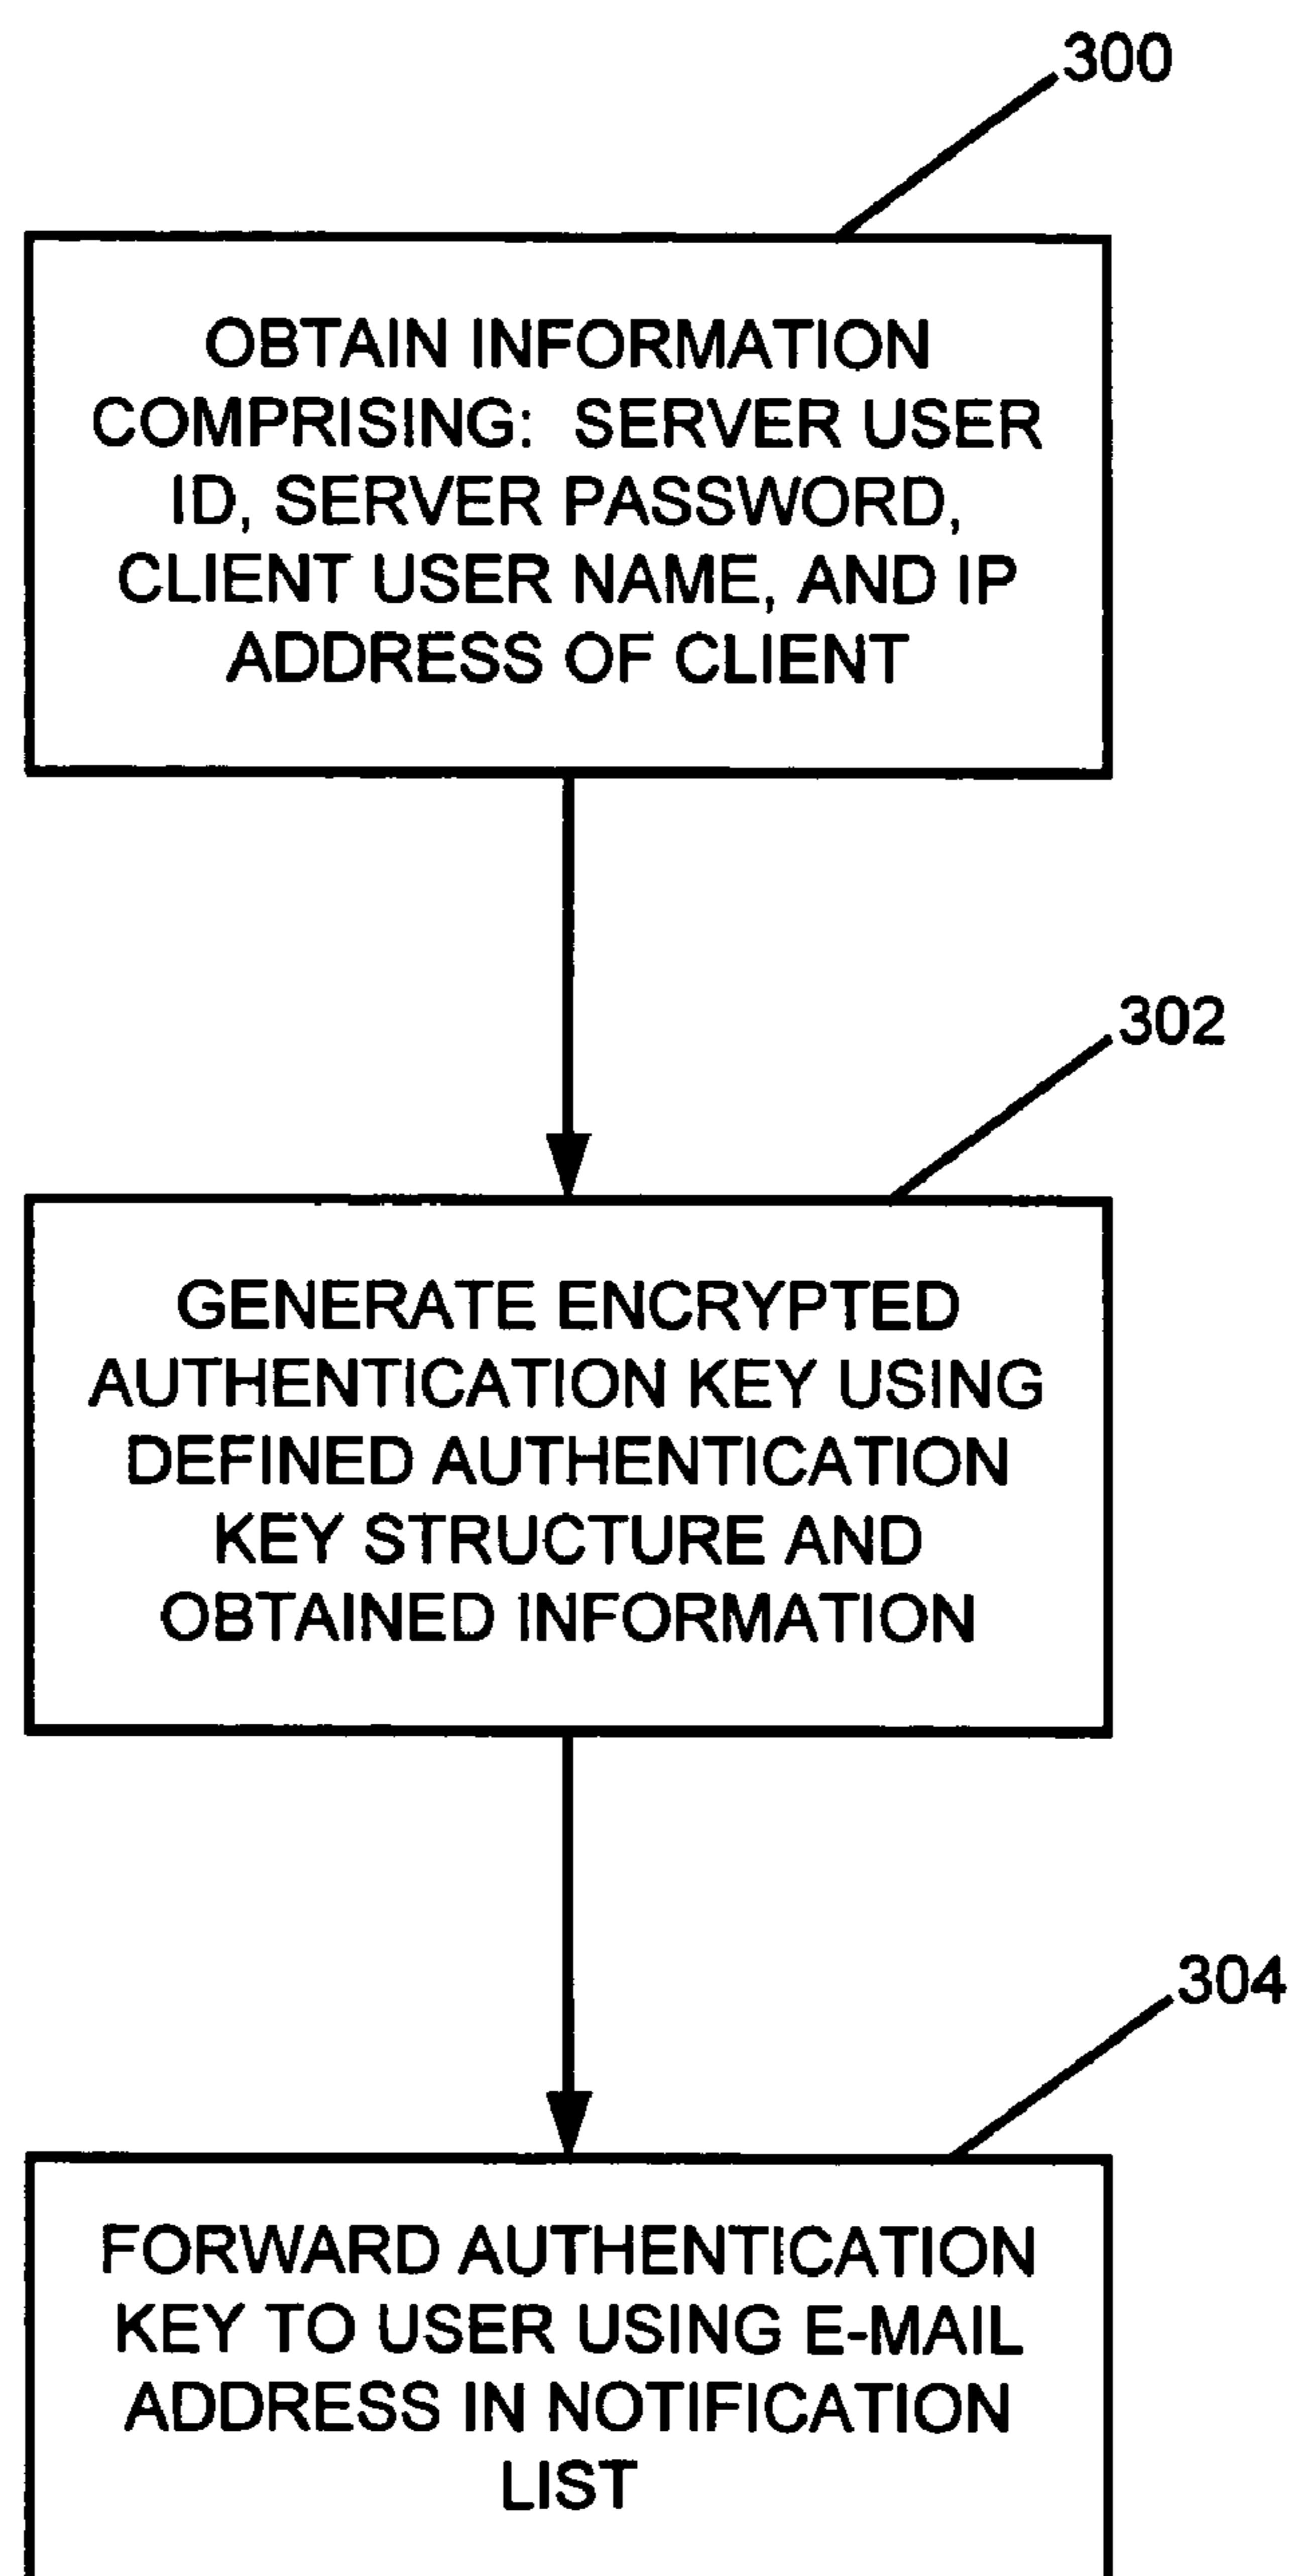 300
OBTAIN INFORMATION
COMPRISING: SERVER USER
ID, SERVER PASSWORD,
CLIENT USER NAME, AND IP
ADDRESS OF CLIENT
302
GENERATE ENCRYPTED
AUTHENTICATION KEY USING
DEFINED AUTHENTICATION
KEY STRUCTURE AND
OBTAINED INFORMATION
304
FORWARD AUTHENTICATION
KEY TO USER USING E-MAIL
ADDRESS IN NOTIFICATION
LIST